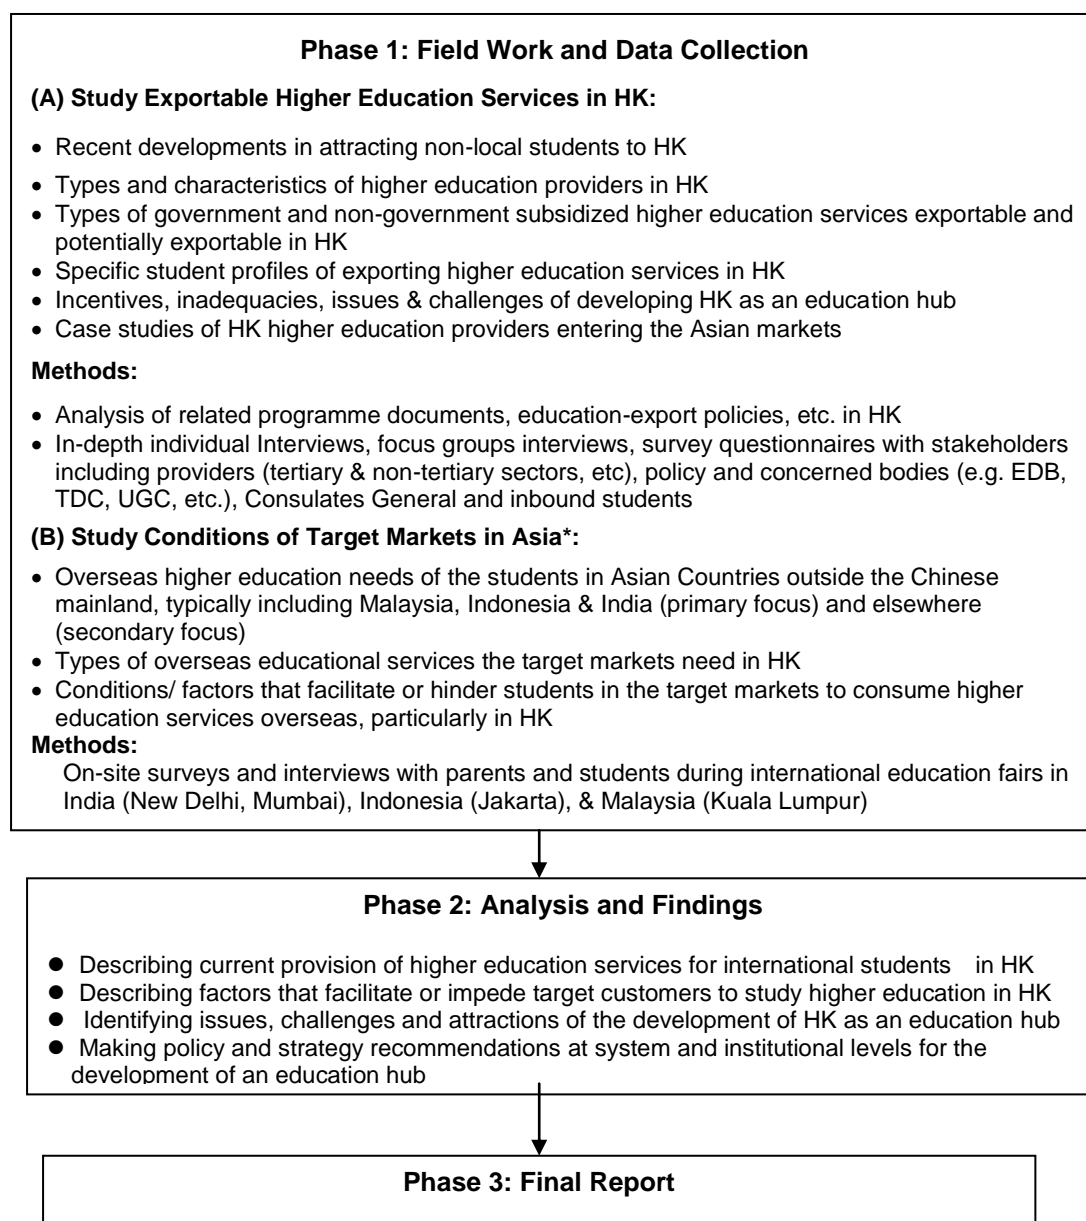 Phase 1: Field Work and Data Collection
(A) Study Exportable Higher Education Services in HK:
• Recent developments in attracting non-local students to HK
• Types and characteristics of higher education providers in HK
• Types of government and non-government subsidized higher education services exportable and
potentially exportable in HK
• Specific student profiles of exporting higher education services in HK
• Incentives, inadequacies, issues & challenges of developing HK as an education hub
• Case studies of HK higher education providers entering the Asian markets
Methods:
• Analysis of related programme documents, education-export policies, etc. in HK
• In-depth individual Interviews, focus groups interviews, survey questionnaires with stakeholders
including providers (tertiary & non-tertiary sectors, etc), policy and concerned bodies (e.g. EDB,
TDC, UGC, etc.), Consulates General and inbound students
(B) Study Conditions of Target Markets in Asia*:
• Overseas higher education needs of the students in Asian Countries outside the Chinese
mainland, typically including Malaysia, Indonesia & India (primary focus) and elsewhere
(secondary focus)
• Types of overseas educational services the target markets need in HK
• Conditions/ factors that facilitate or hinder students in the target markets to consume higher
education services overseas, particularly in HK
Methods:
On-site surveys and interviews with parents and students during international education fairs in
India (New Delhi, Mumbai), Indonesia (Jakarta), & Malaysia (Kuala Lumpur)
Phase 2: Analysis and Findings
● Describing current provision of higher education services for international students in HK
● Describing factors that facilitate or impede target customers to study higher education in HK
● Identifying issues, challenges and attractions of the development of HK as an education hub
● Making policy and strategy recommendations at system and institutional levels for the
development of an education hub
Phase 3: Final Report